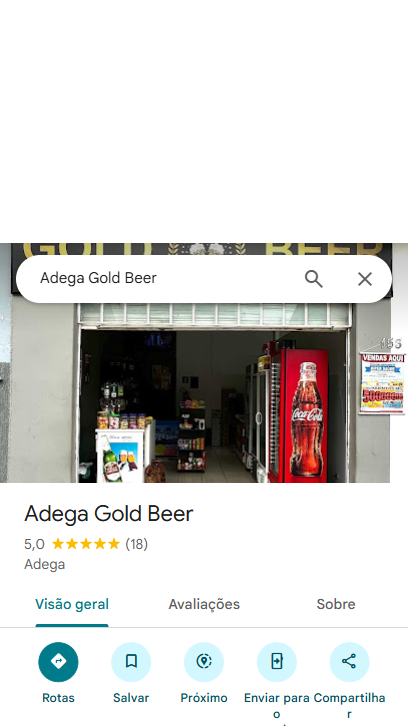 GOLD BEER
Adega Gold Beer
455
VENDAS AQUI
Coca-Cola
Adega Gold Beer
5,0 (18)
Adega
Visão geral Avaliações Sobre
Rotas Salvar Próximo Enviar para o Compartilhar